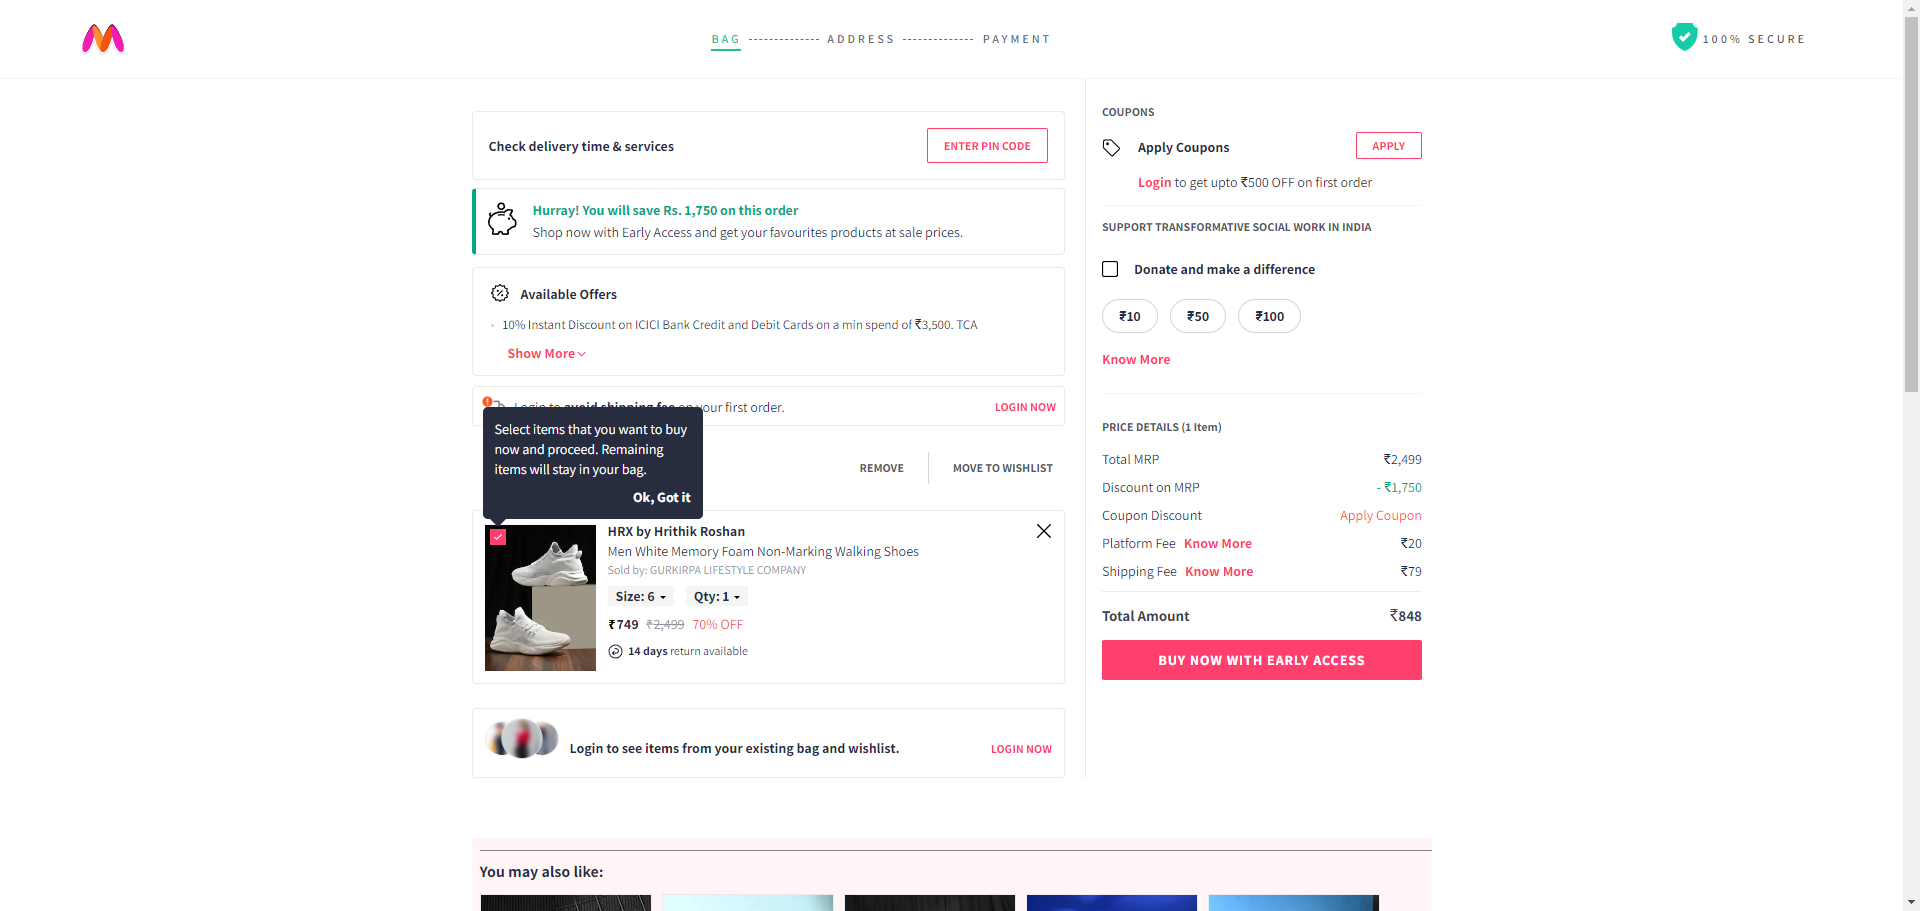 BAG ADDRESS PAYMENT
100% SECURE
Check delivery time & services
ENTER PIN CODE
Hurray! You will save Rs. 1,750 on this order
Shop now with Early Access and get your favourites products at sale prices.
Available Offers
10% Instant Discount on ICICI Bank Credit and Debit Cards on a min spend of ₹3,500. TCA
Show More
Login to avoid shipping fee on your first order.
LOGIN NOW
Select items that you want to buy
now and proceed. Remaining
items will stay in your bag.
Ok, Got it
REMOVE
MOVE TO WISHLIST
HRX by Hrithik Roshan
Men White Memory Foam Non-Marking Walking Shoes
Sold by: GURKIRPA LIFESTYLE COMPANY
Size: 6 Qty: 1
₹749 ₹2,499 70% OFF
14 days return available
Login to see items from your existing bag and wishlist.
LOGIN NOW
COUPONS
Apply Coupons
APPLY
Login to get upto ₹500 OFF on first order
SUPPORT TRANSFORMATIVE SOCIAL WORK IN INDIA
Donate and make a difference
₹10 ₹50 ₹100
Know More
PRICE DETAILS (1 Item)
Total MRP ₹2,499
Discount on MRP - ₹1,750
Coupon Discount Apply Coupon
Platform Fee Know More ₹20
Shipping Fee Know More ₹79
Total Amount ₹848
BUY NOW WITH EARLY ACCESS
You may also like: